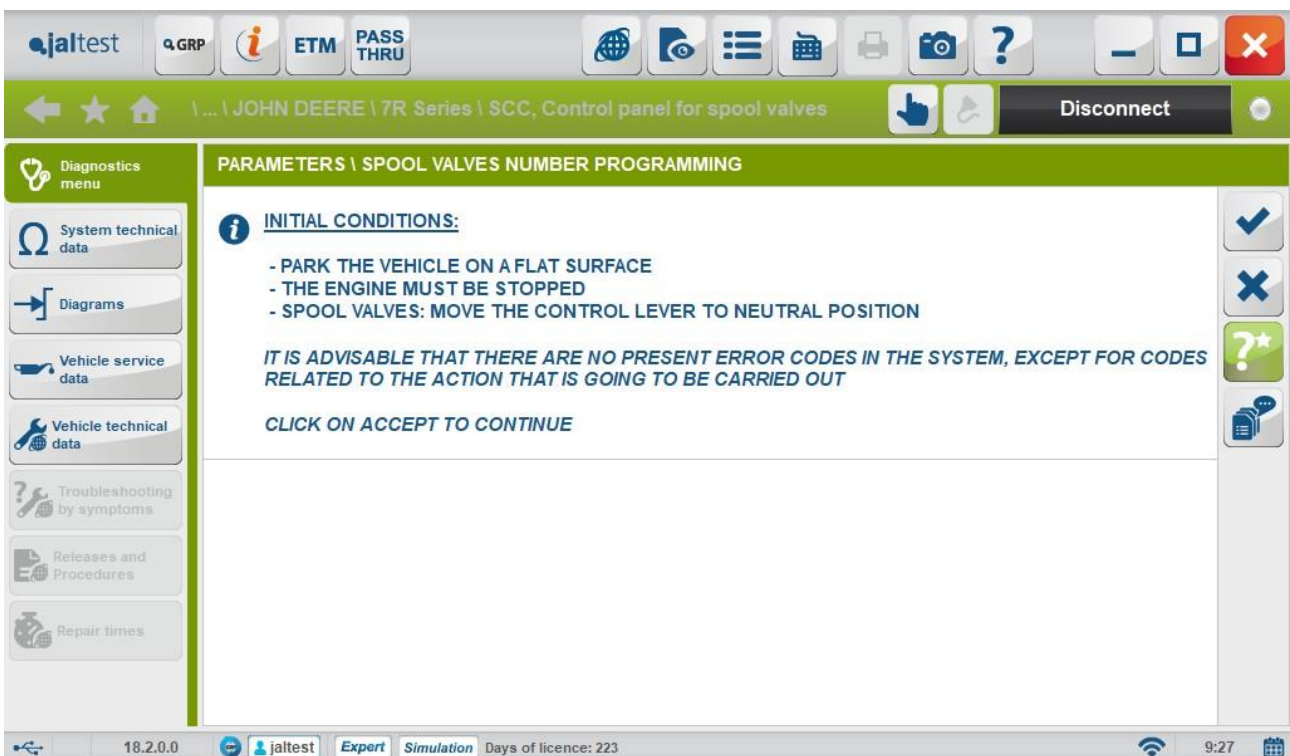 jaltest
GRP
i
ETM
PASS
THRU
?
\ ... \ JOHN DEERE \ 7R Series \ SCC, Control panel for spool valves
Disconnect
Diagnostics
menu
System technical
data
Diagrams
Vehicle service
data
Vehicle technical
data
Troubleshooting
by symptoms
Releases and
Procedures
Repair times
PARAMETERS \ SPOOL VALVES NUMBER PROGRAMMING
INITIAL CONDITIONS:
- PARK THE VEHICLE ON A FLAT SURFACE
- THE ENGINE MUST BE STOPPED
- SPOOL VALVES: MOVE THE CONTROL LEVER TO NEUTRAL POSITION
IT IS ADVISABLE THAT THERE ARE NO PRESENT ERROR CODES IN THE SYSTEM, EXCEPT FOR CODES
RELATED TO THE ACTION THAT IS GOING TO BE CARRIED OUT
CLICK ON ACCEPT TO CONTINUE
18.2.0.0
jaltest
Expert
Simulation
Days of licence: 223
9:27